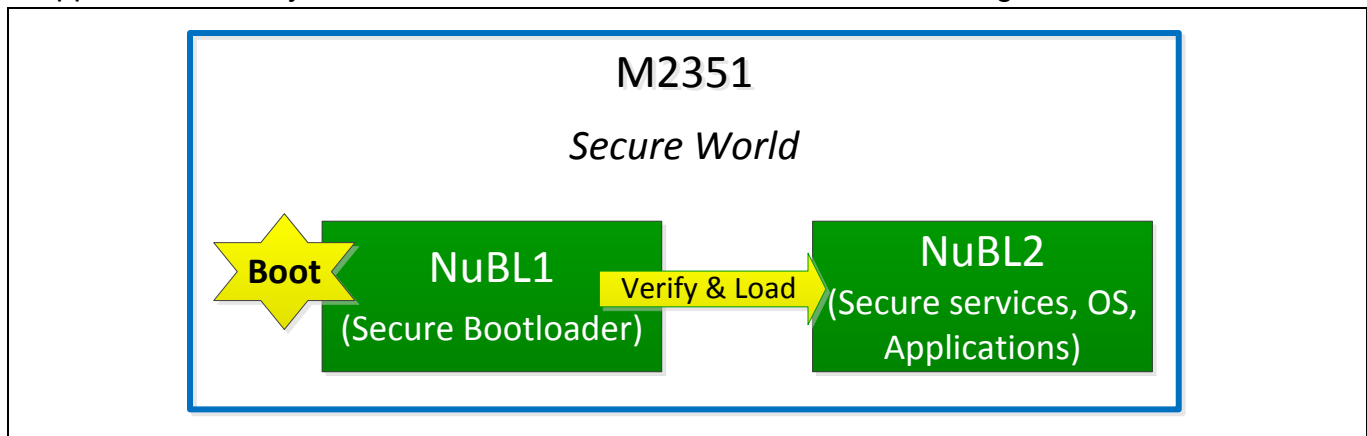 M2351
Secure World
Boot
NuBL1
(Secure Bootloader)
Verify & Load
NuBL2
(Secure services, OS,
Applications)